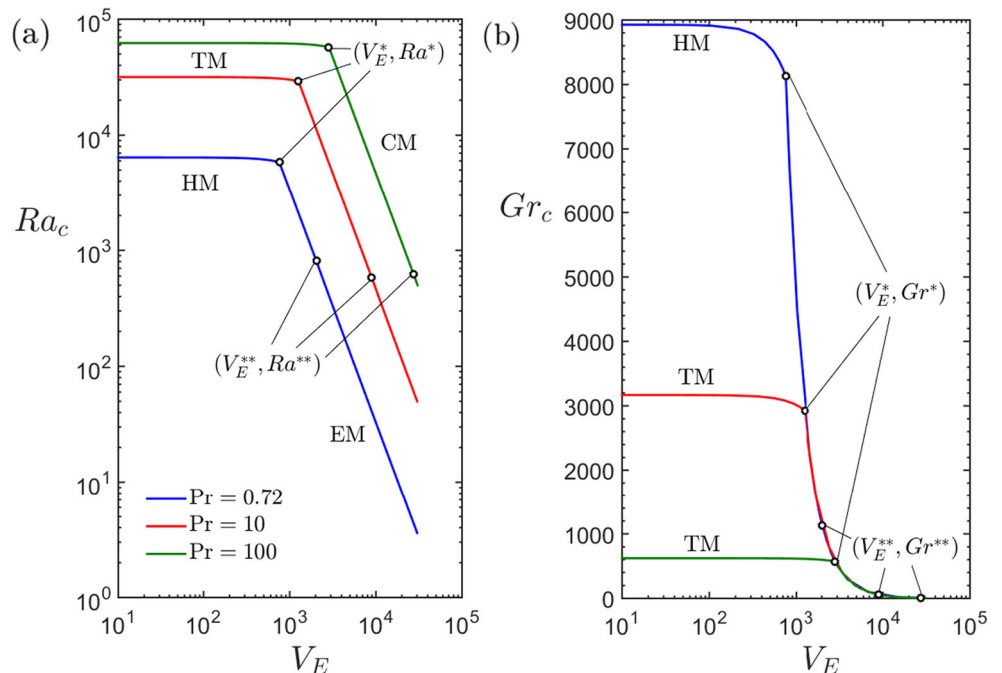 (a)
10^5
10^4
10^3
10^2
10^1
10^0
Ra_c
TM
HM
CM
EM
(V_E^*, Ra^*)
(V_E^{**}, Ra^{**})
Pr = 0.72
Pr = 10
Pr = 100
10^1
10^2
10^3
10^4
10^5
V_E
(b)
9000
8000
7000
6000
5000
4000
3000
2000
1000
0
Gr_c
HM
TM
TM
(V_E^*, Gr^*)
(V_E^{**}, Gr^{**})
10^1
10^2
10^3
10^4
10^5
V_E